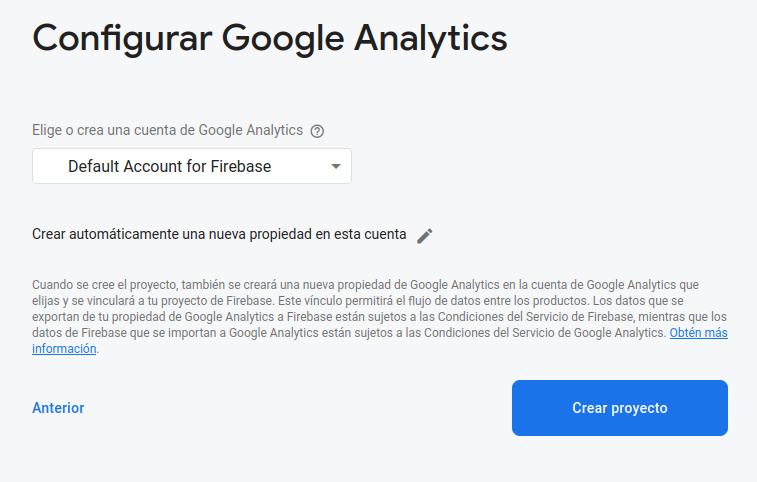 Configurar Google Analytics
Elige o crea una cuenta de Google Analytics
Default Account for Firebase
Crear automáticamente una nueva propiedad en esta cuenta
Cuando se cree el proyecto, también se creará una nueva propiedad de Google Analytics en la cuenta de Google Analytics que
elijas y se vinculará a tu proyecto de Firebase. Este vínculo permitirá el flujo de datos entre los productos. Los datos que se
exportan de tu propiedad de Google Analytics a Firebase están sujetos a las Condiciones del Servicio de Firebase, mientras que los
datos de Firebase que se importan a Google Analytics están sujetos a las Condiciones del Servicio de Google Analytics. Obtén más
información.
Anterior
Crear proyecto